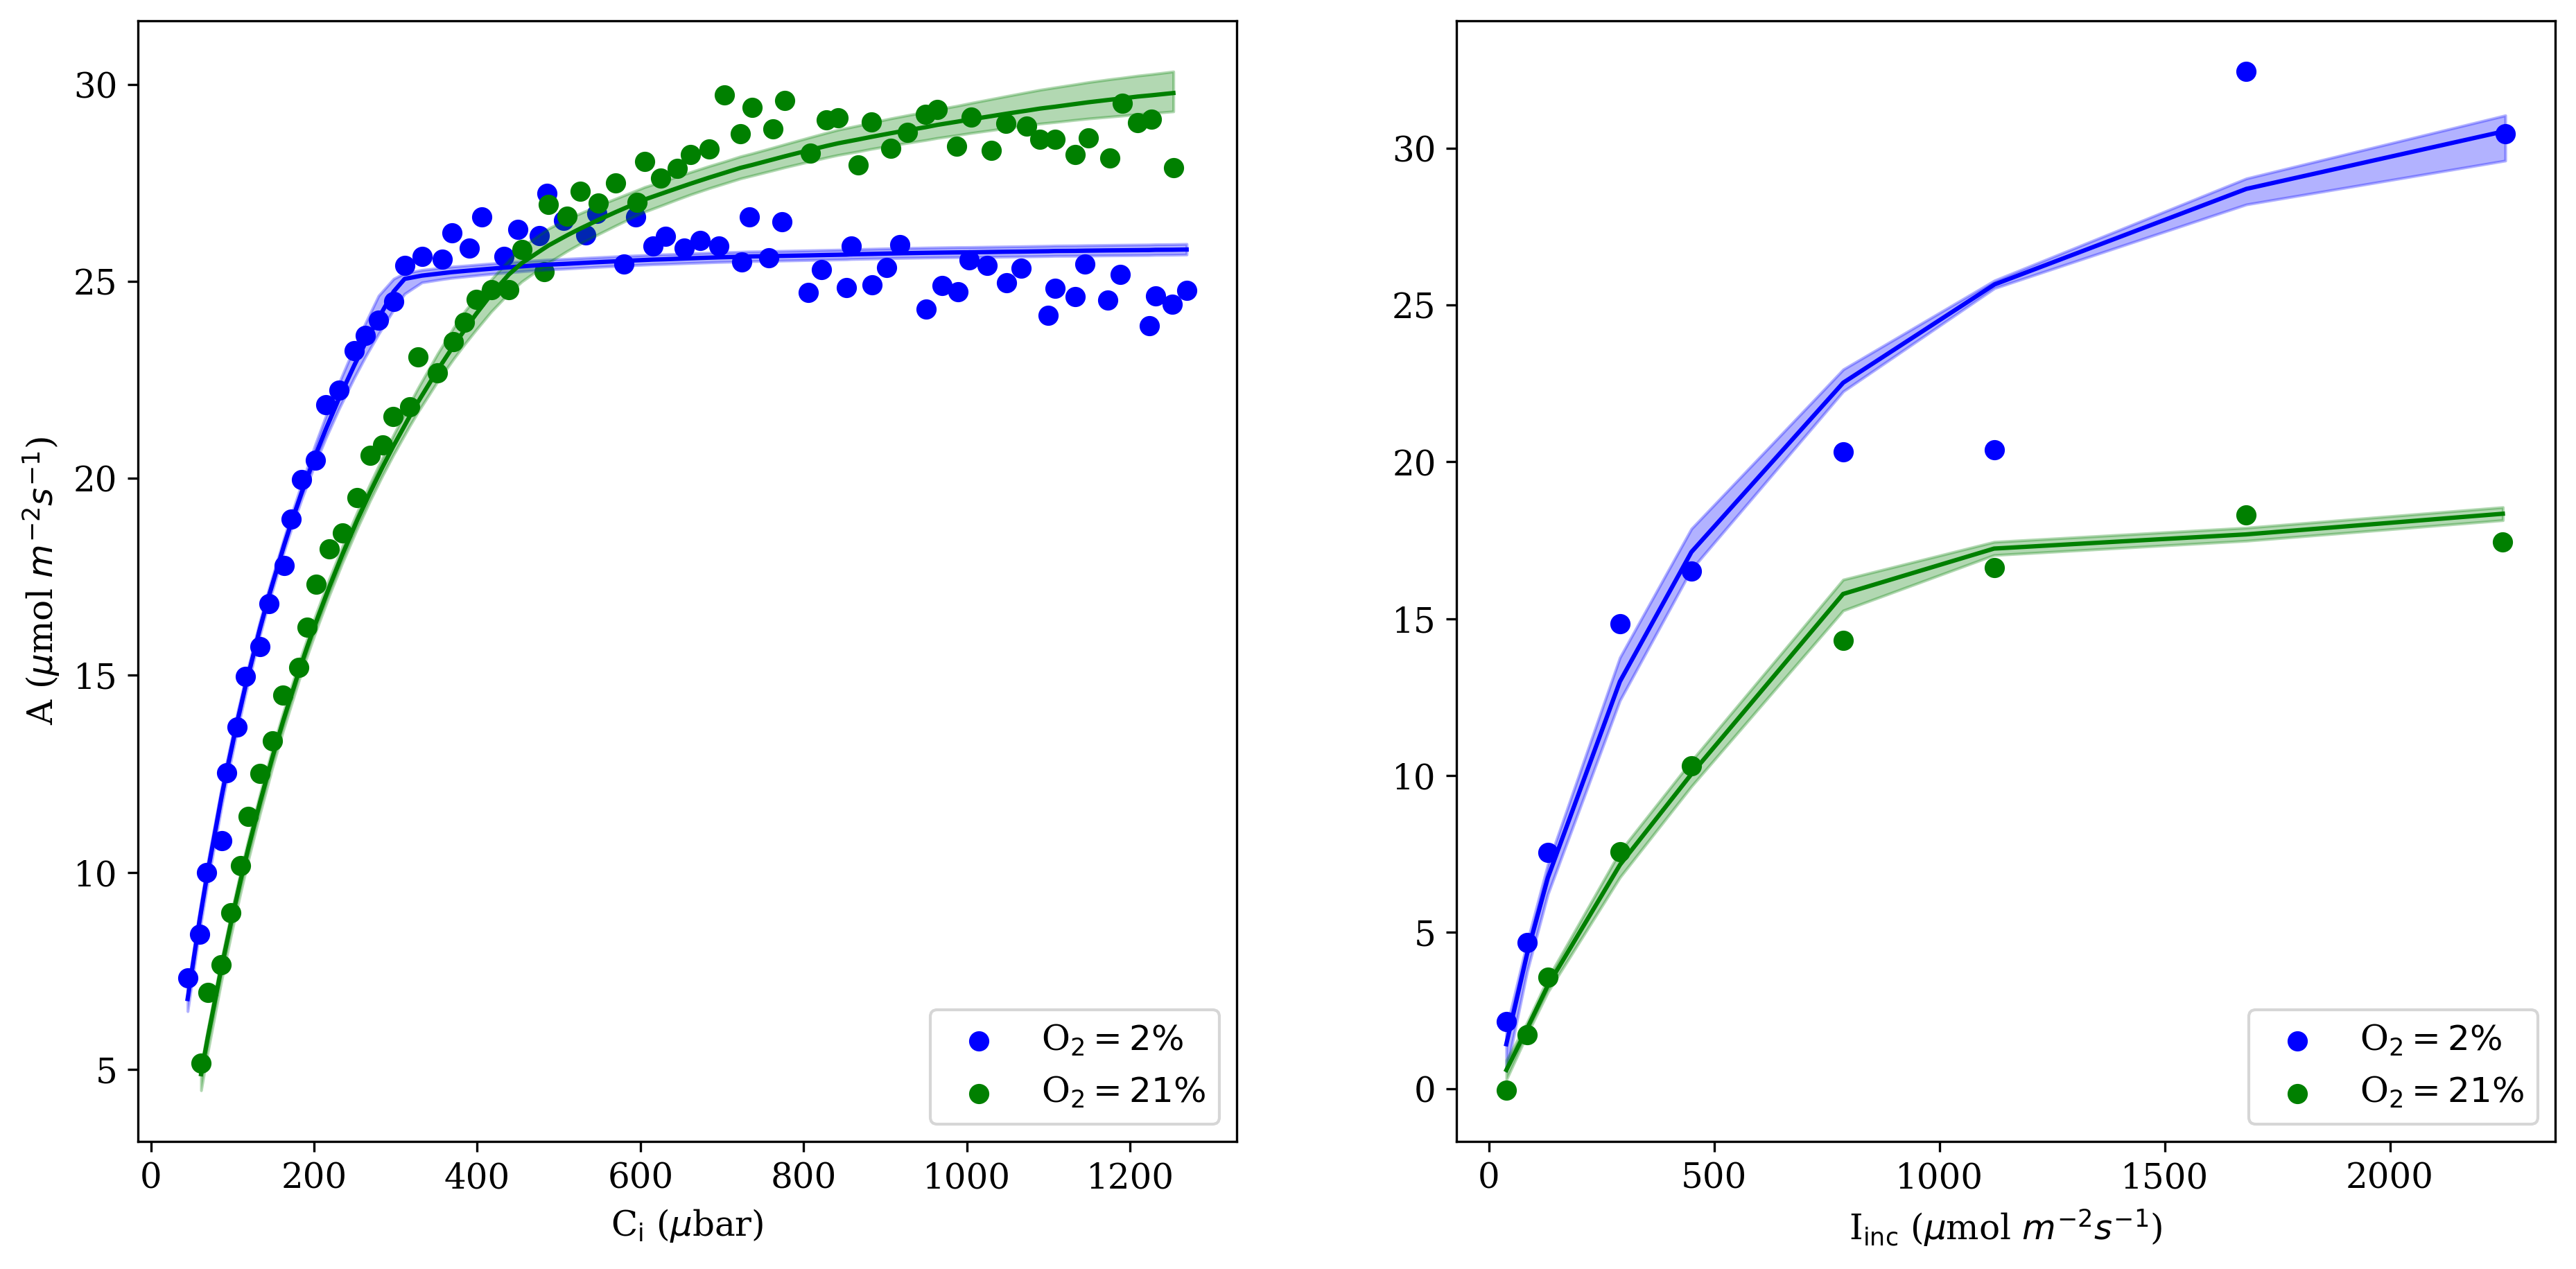 A (μmol m⁻²s⁻¹)
30
25
20
15
10
5
0 200 400 600 800 1000 1200
Cᵢ (μbar)
O₂ = 2%
O₂ = 21%
30
25
20
15
10
5
0
0 500 1000 1500 2000
I_inc (μmol m⁻²s⁻¹)
O₂ = 2%
O₂ = 21%